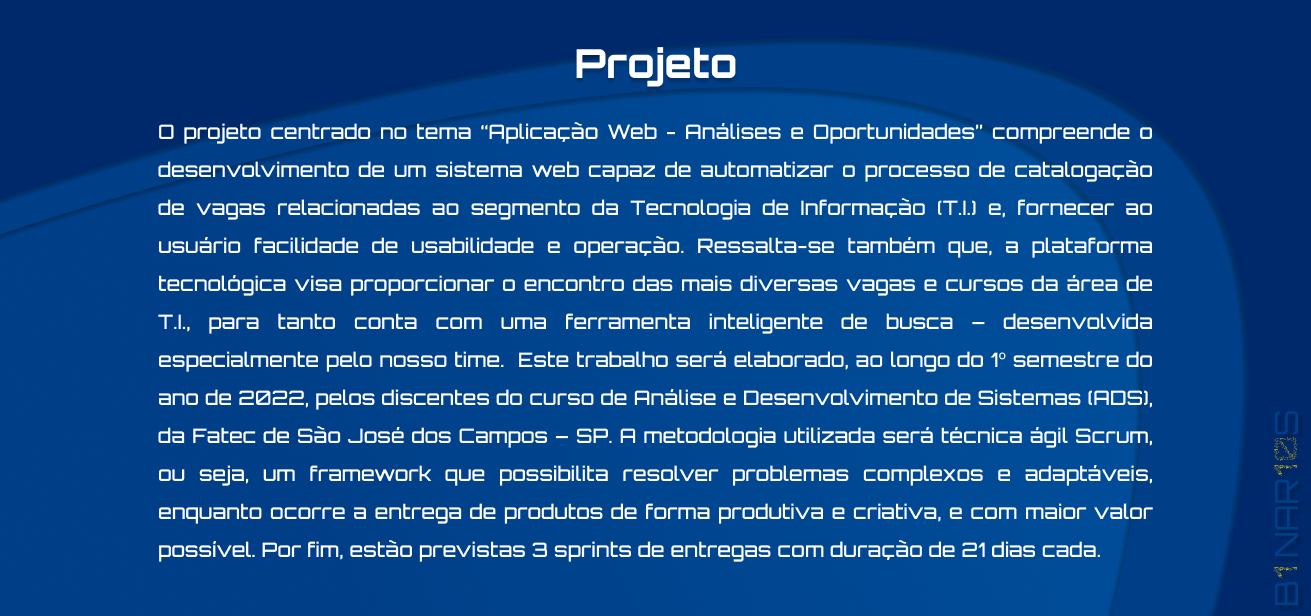 Projeto
O projeto centrado no tema “Aplicação Web - Análises e Oportunidades” compreende o
desenvolvimento de um sistema web capaz de automatizar o processo de catalogação
de vagas relacionadas ao segmento da Tecnologia de Informação (T.I.) e, fornecer ao
usuário facilidade de usabilidade e operação. Ressalta-se também que, a plataforma
tecnológica visa proporcionar o encontro das mais diversas vagas e cursos da área de
T.I., para tanto conta com uma ferramenta inteligente de busca – desenvolvida
especialmente pelo nosso time. Este trabalho será elaborado, ao longo do 1º semestre do
ano de 2022, pelos discentes do curso de Análise e Desenvolvimento de Sistemas (ADS),
da Fatec de São José dos Campos – SP. A metodologia utilizada será técnica ágil Scrum,
ou seja, um framework que possibilita resolver problemas complexos e adaptáveis,
enquanto ocorre a entrega de produtos de forma produtiva e criativa, e com maior valor
possível. Por fim, estão previstas 3 sprints de entregas com duração de 21 dias cada.
B1NAR10S